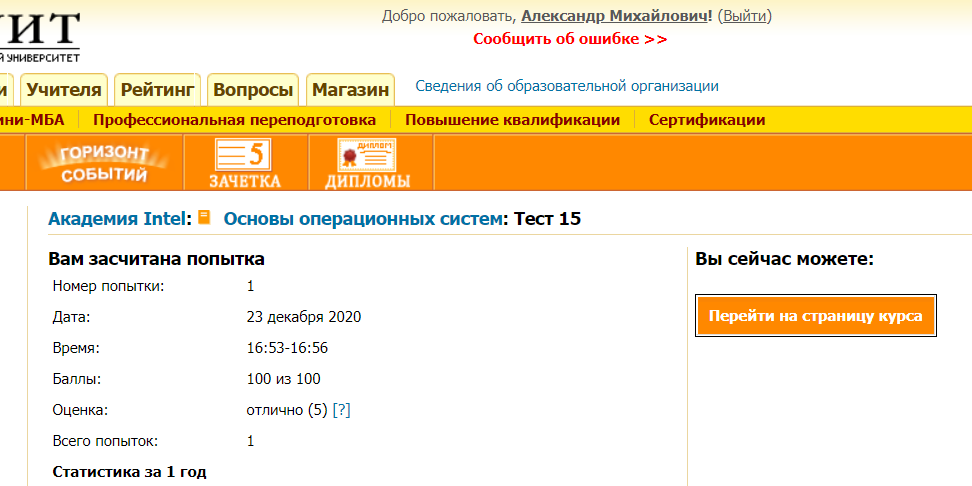 Добро пожаловать, Александр Михайлович! (Выйти)
Сообщить об ошибке >>
УИТ
Й УНИВЕРСИТЕТ
и Учителя Рейтинг Вопросы Магазин Сведения об образовательной организации
ини-МБА Профессиональная переподготовка Повышение квалификации Сертификации
ГОРИЗОНТ СОБЫТИЙ
5 ЗАЧЕТКА
ДИПЛОМ ДИПЛОМЫ
Академия Intel: Основы операционных систем: Тест 15
Вам засчитана попытка
Номер попытки: 1
Дата: 23 декабря 2020
Время: 16:53-16:56
Баллы: 100 из 100
Оценка: отлично (5) [?]
Всего попыток: 1
Статистика за 1 год
Вы сейчас можете:
Перейти на страницу курса